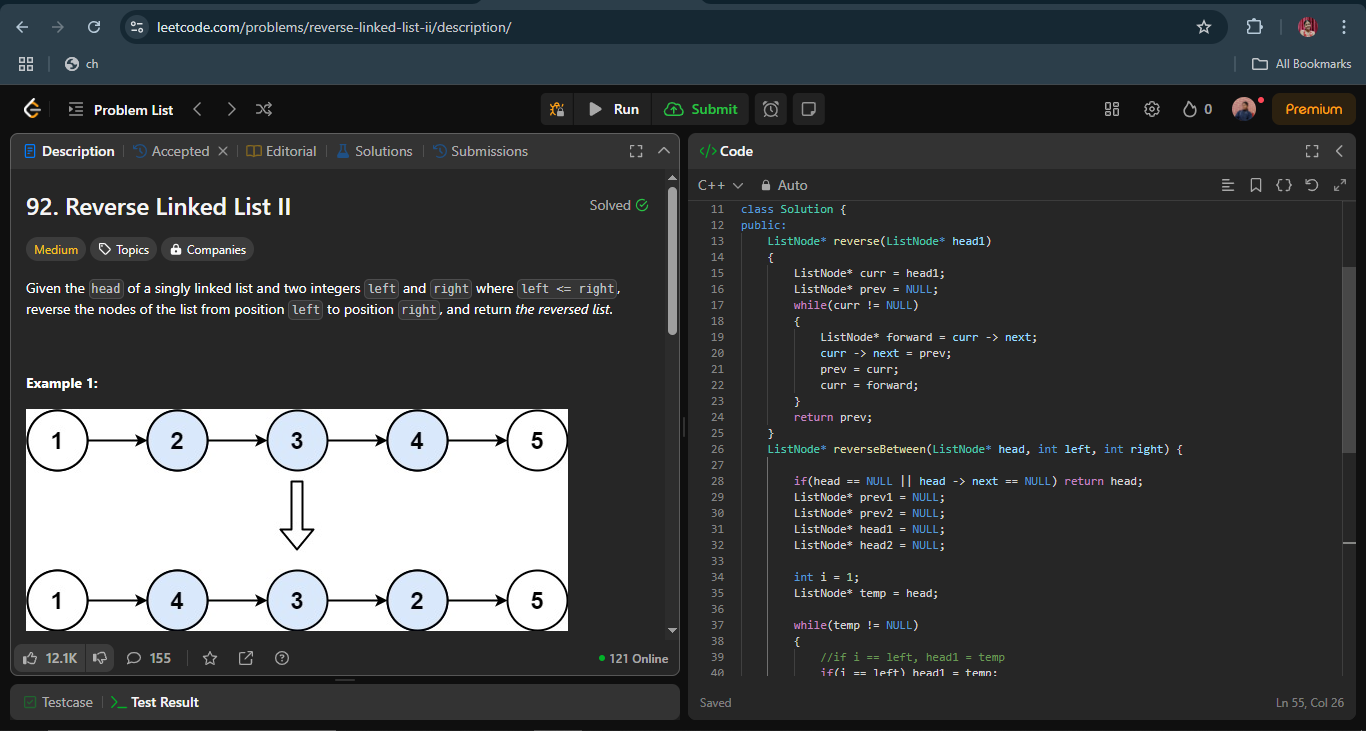 leetcode.com/problems/reverse-linked-list-ii/description/
ch
All Bookmarks
Problem List
Run
Submit
0
Premium
Description
Accepted
Editorial
Solutions
Submissions
92. Reverse Linked List II
Solved
Medium
Topics
Companies
Given the head of a singly linked list and two integers left and right where left <= right,
reverse the nodes of the list from position left to position right, and return the reversed list.
Example 1:
1 2 3 4 5
1 4 3 2 5
12.1K
155
121 Online
Testcase
Test Result
</> Code
C++
Auto
11 class Solution {
12 public:
13     ListNode* reverse(ListNode* head1)
14     {
15         ListNode* curr = head1;
16         ListNode* prev = NULL;
17         while(curr != NULL)
18         {
19             ListNode* forward = curr -> next;
20             curr -> next = prev;
21             prev = curr;
22             curr = forward;
23         }
24         return prev;
25     }
26     ListNode* reverseBetween(ListNode* head, int left, int right) {
27
28         if(head == NULL || head -> next == NULL) return head;
29         ListNode* prev1 = NULL;
30         ListNode* prev2 = NULL;
31         ListNode* head1 = NULL;
32         ListNode* head2 = NULL;
33
34         int i = 1;
35         ListNode* temp = head;
36
37         while(temp != NULL)
38         {
39             //if i == left, head1 = temp
40             if(i == left) head1 = temp;
Saved
Ln 55, Col 26